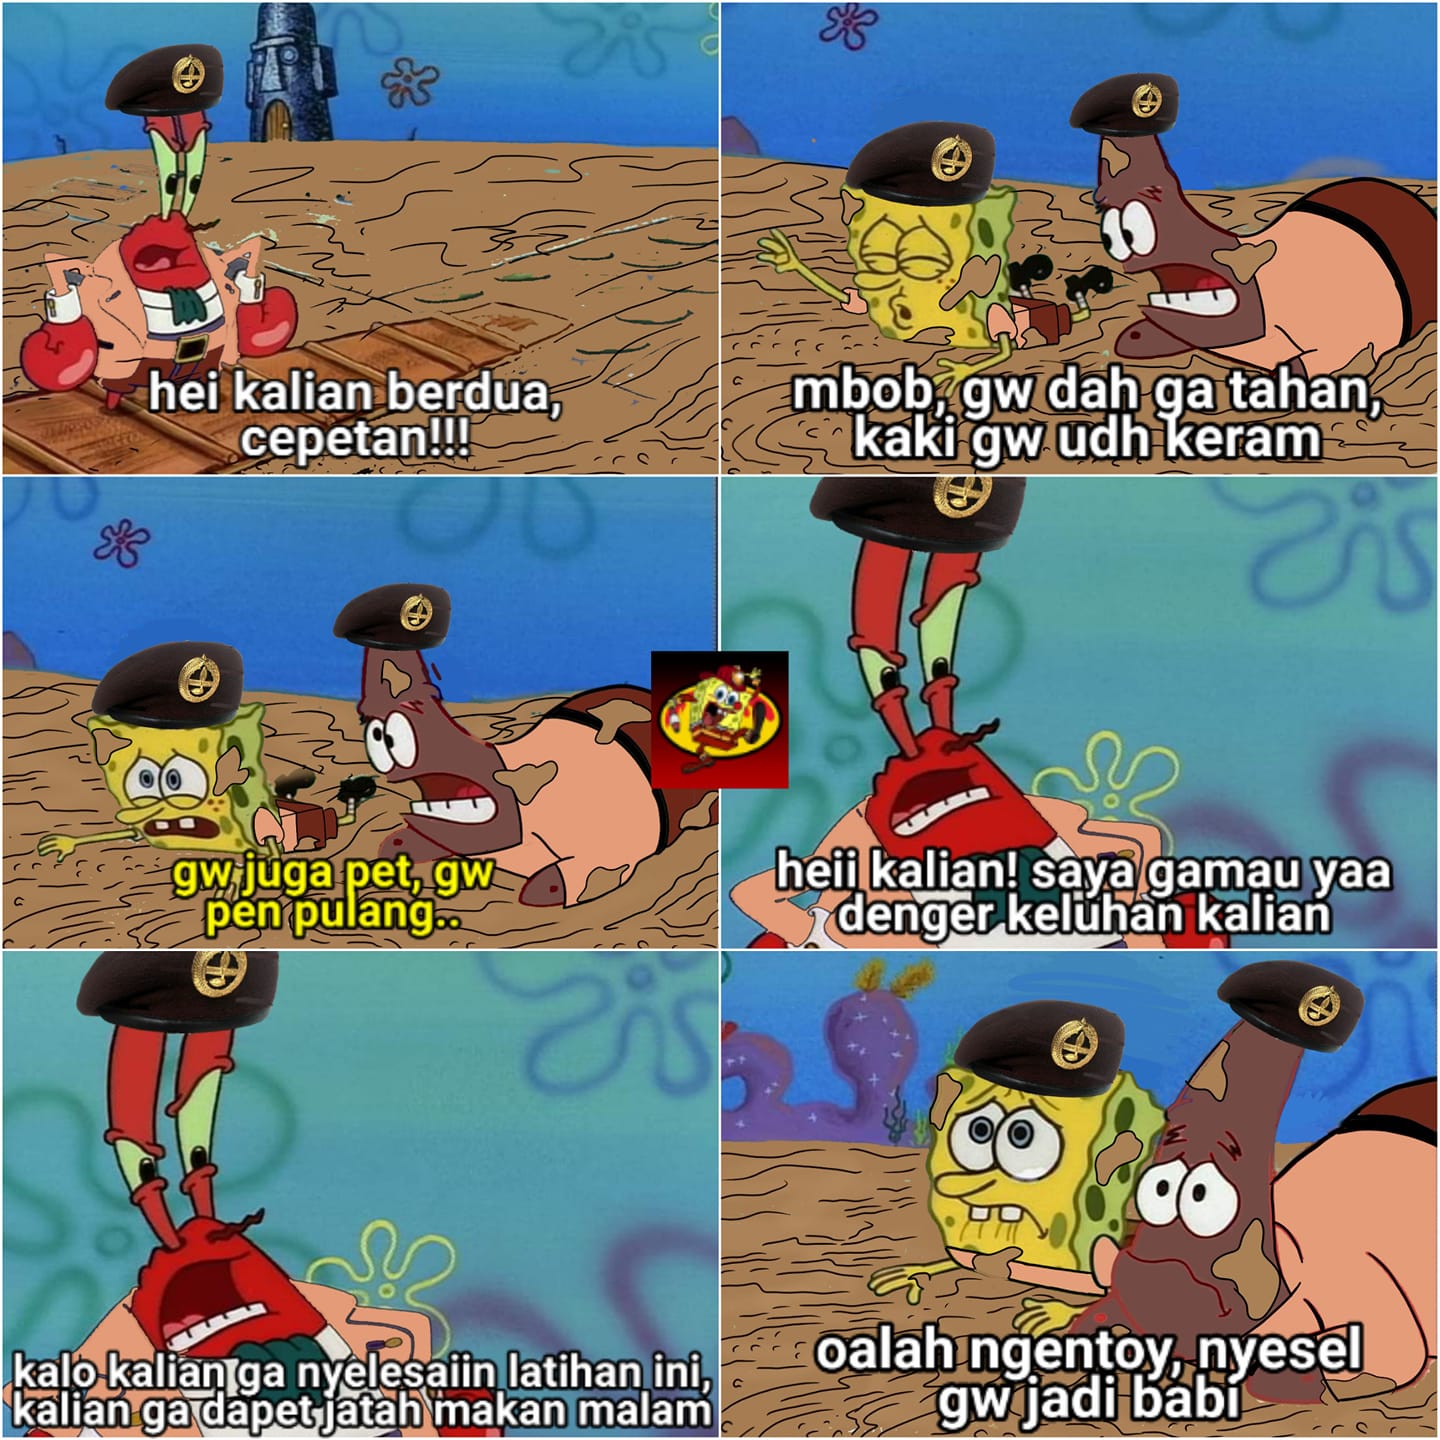 hei kalian berdua,
cepetan!!!
mbob, gw dah ga tahan,
kaki gw udh keram
gw juga pet, gw
pen pulang..
heii kalian! saya gamau yaa
denger keluhan kalian
kalo kalian ga nyelesaiin latihan ini,
kalian ga dapet jatah makan malam
oalah ngentoy, nyesel
gw jadi babi